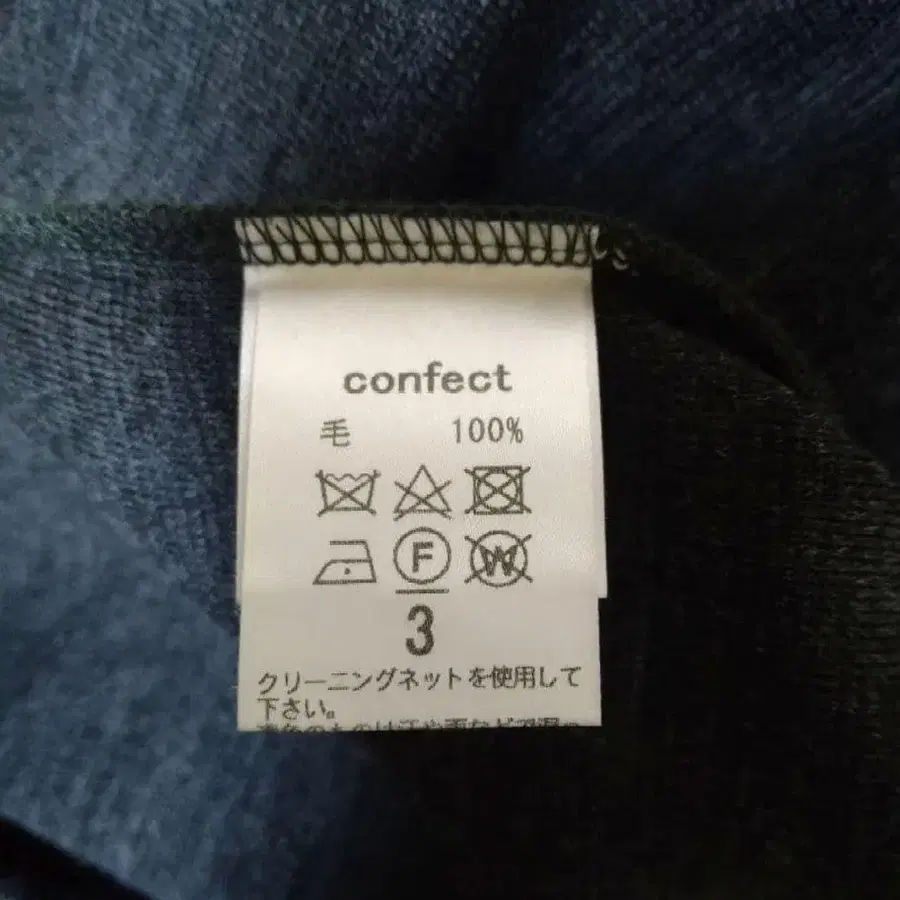 confect
毛 100%
F W
3
クリーニングネットを使用して
下さい。